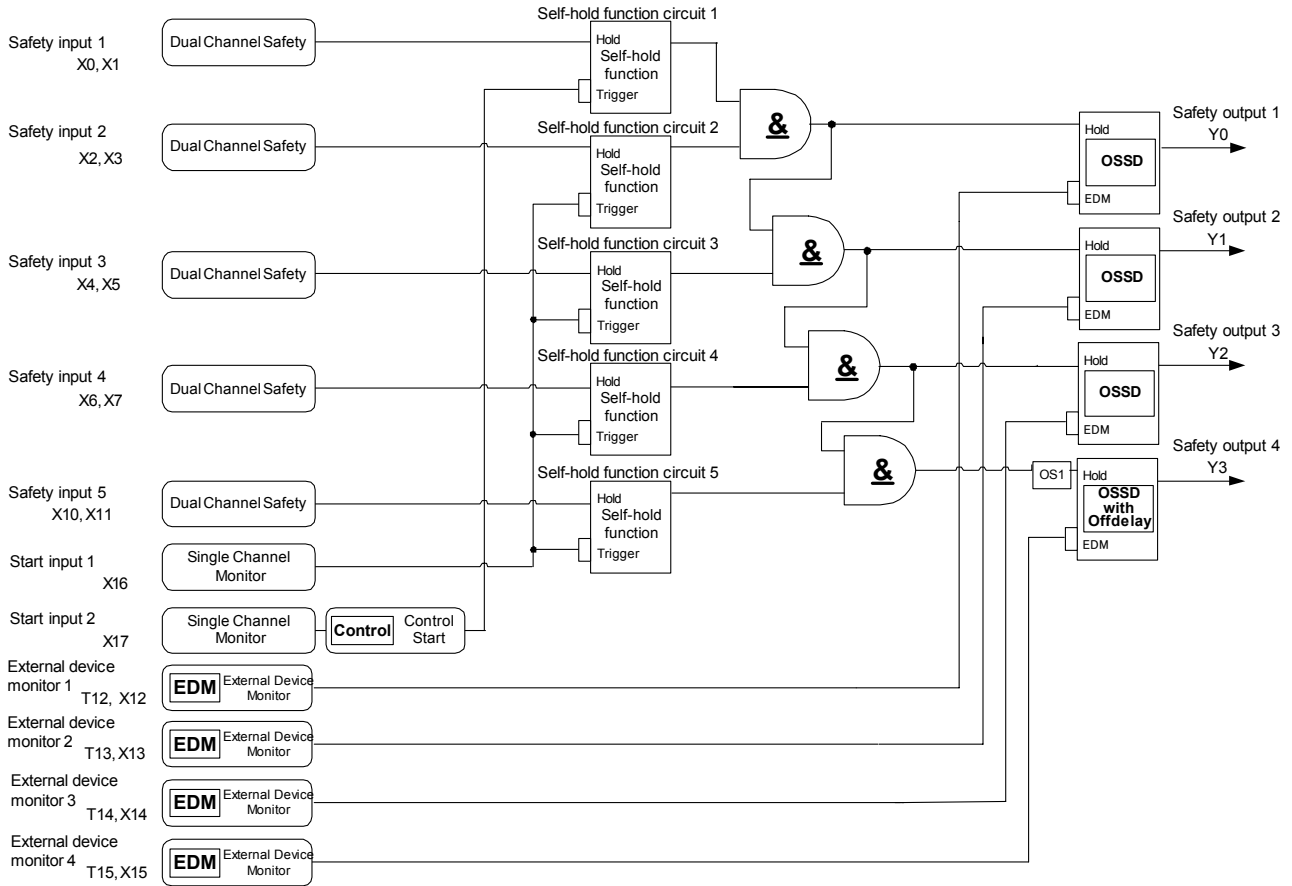 Self-hold function circuit 1
Safety input 1
X0, X1
Dual Channel Safety
Hold
Self-hold
function
Trigger
&
Hold
OSSD
EDM
Safety output 1
Y0
Safety input 2
X2, X3
Dual Channel Safety
Self-hold function circuit 2
Hold
Self-hold
function
Trigger
Safety input 3
X4, X5
Dual Channel Safety
Self-hold function circuit 3
Hold
Self-hold
function
Trigger
&
Hold
OSSD
EDM
Safety output 2
Y1
Safety input 4
X6, X7
Dual Channel Safety
Self-hold function circuit 4
Hold
Self-hold
function
Trigger
&
Hold
OSSD
EDM
Safety output 3
Y2
Safety input 5
X10, X11
Dual Channel Safety
Self-hold function circuit 5
Hold
Self-hold
function
Trigger
&
OS1
Hold
OSSD
with
Offdelay
EDM
Safety output 4
Y3
Start input 1
X16
Single Channel
Monitor
Start input 2
X17
Single Channel
Monitor
Control
Control
Start
External device
monitor 1
T12, X12
EDM
External Device
Monitor
External device
monitor 2
T13, X13
EDM
External Device
Monitor
External device
monitor 3
T14, X14
EDM
External Device
Monitor
External device
monitor 4
T15, X15
EDM
External Device
Monitor